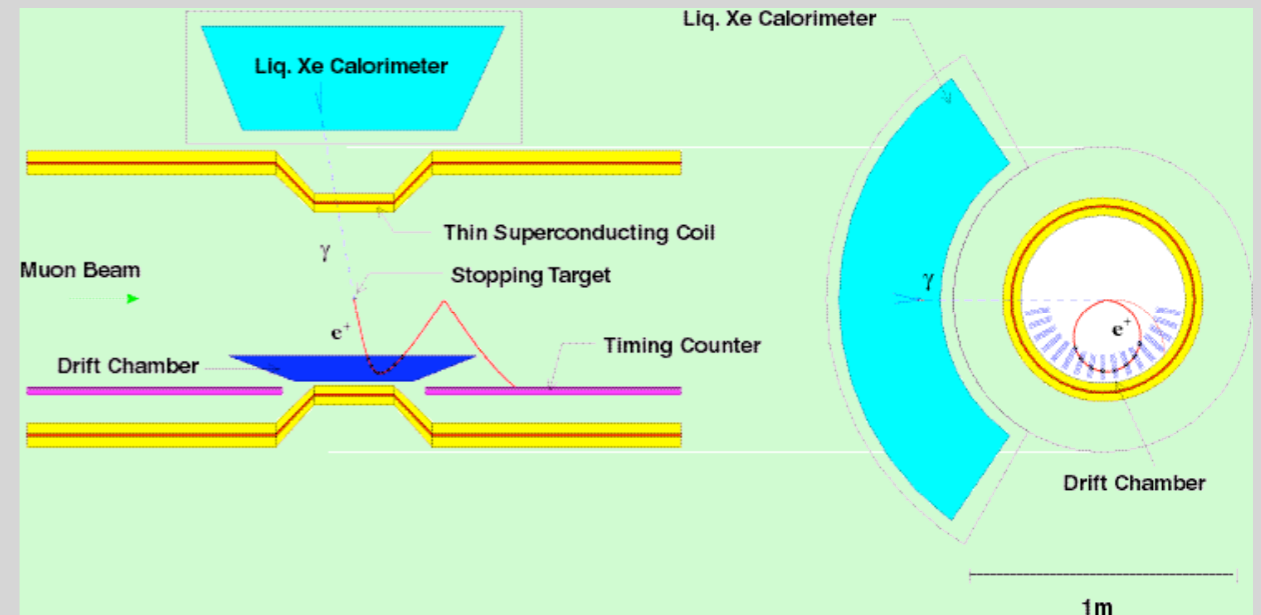 Liq. Xe Calorimeter
Liq. Xe Calorimeter
γ
Thin Superconducting Coil
Muon Beam
Stopping Target
γ
e+
e+
Timing Counter
Drift Chamber
Drift Chamber
1m